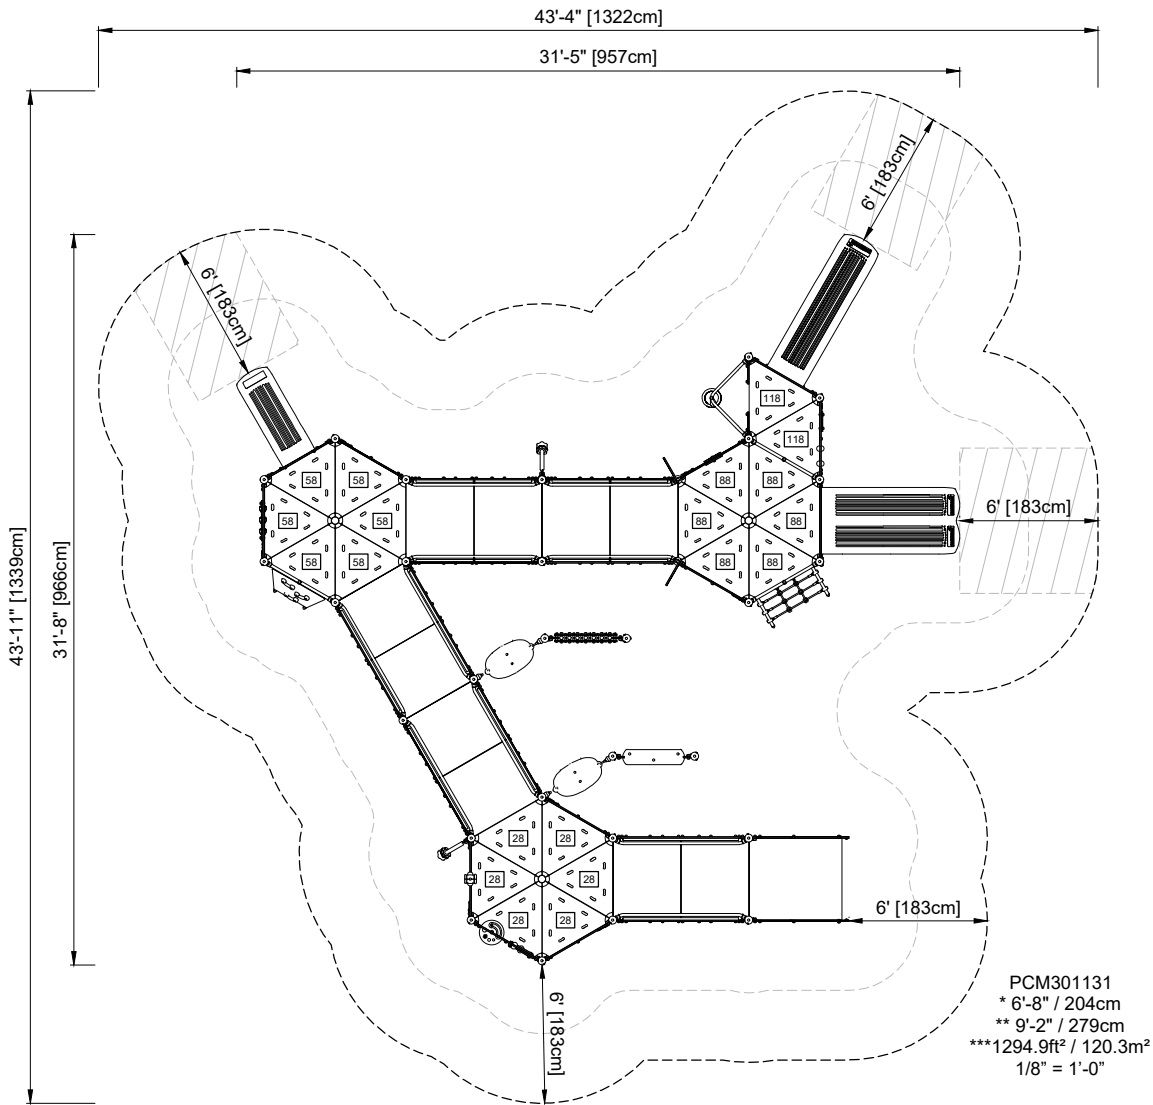 43'-4" [1322cm]
31'-5" [957cm]
6' [183cm]
6' [183cm]
118
118
58 58 88 88
58 58 88 88
58 58 88 88
6' [183cm]
43'-11" [1339cm]
31'-8" [966cm]
28 28
28 28
28 28
6' [183cm]
6' [183cm]
PCM301131
* 6'-8" / 204cm
** 9'-2" / 279cm
***1294.9ft² / 120.3m²
1/8” = 1’-0”